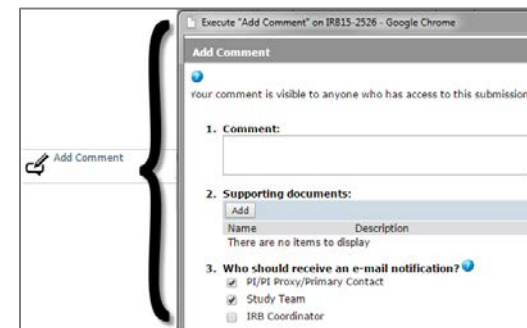 Execute "Add Comment" on IRB15-2526 - Google Chrome
Add Comment
Your comment is visible to anyone who has access to this submission
1. Comment:
Add Comment
2. Supporting documents:
Add
Name Description
There are no items to display
3. Who should receive an e-mail notification?
PI/PI Proxy/Primary Contact
Study Team
IRB Coordinator